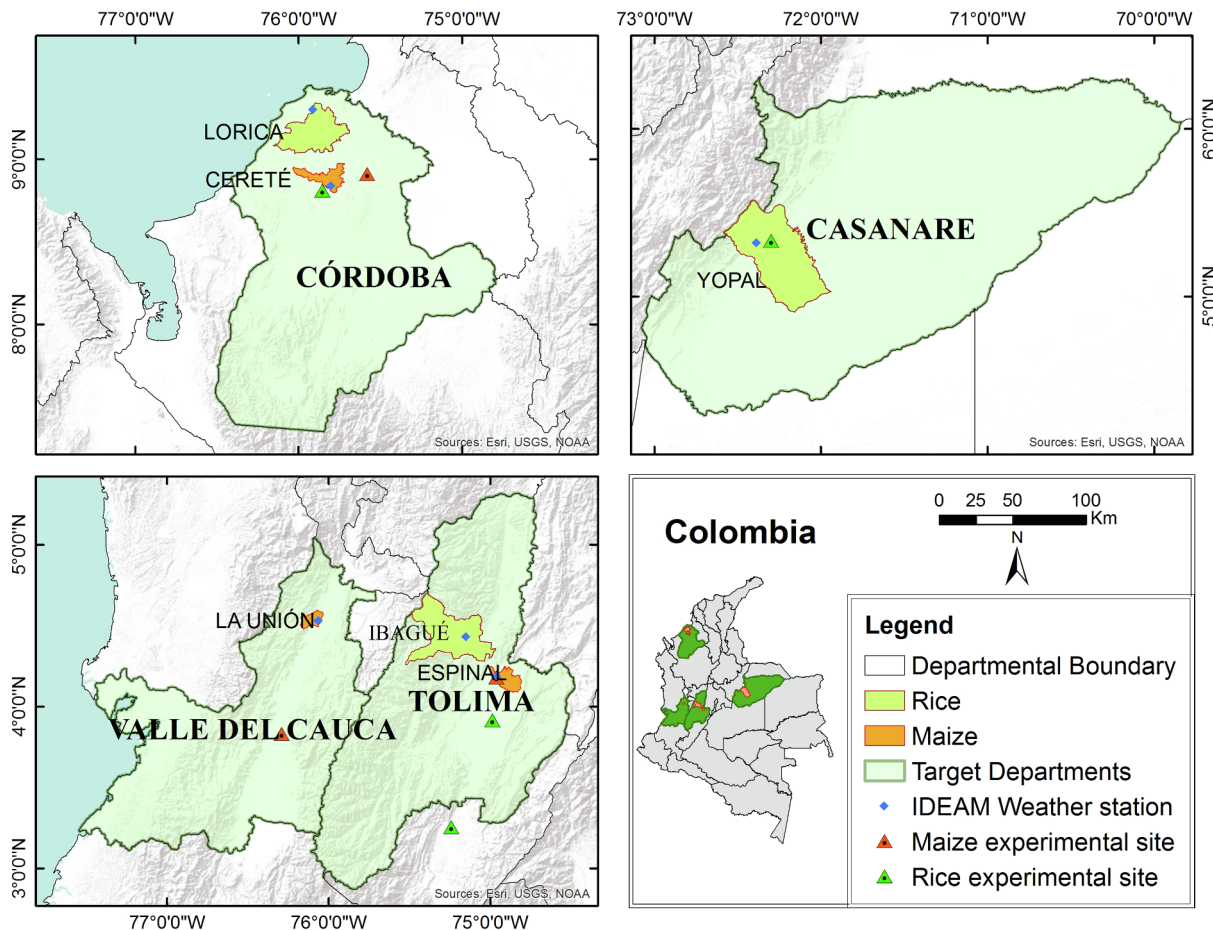 77°0'0"W 76°0'0"W 75°0'0"W
73°0'0"W 72°0'0"W 71°0'0"W 70°0'0"W
9°0'0"N
8°0'0"N
LORICA
CERETÉ
CÓRDOBA
Sources: Esri, USGS, NOAA
6°0'0"N
5°0'0"N
CASANARE
YOPAL
Sources: Esri, USGS, NOAA
5°0'0"N
4°0'0"N
3°0'0"N
LA UNIÓN
IBAGUÉ
ESPINAL
TOLIMA
VALLE DEL CAUCA
Sources: Esri, USGS, NOAA
77°0'0"W 76°0'0"W 75°0'0"W
Colombia
0 25 50 100
Km
N
Legend
Departmental Boundary
Rice
Maize
Target Departments
IDEAM Weather station
Maize experimental site
Rice experimental site